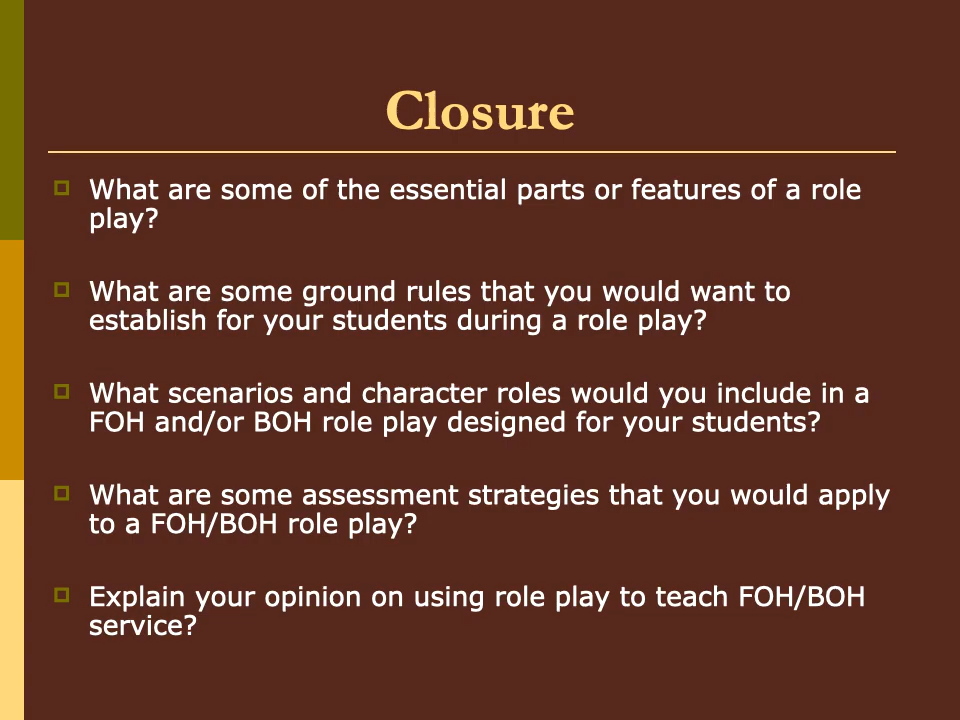 Closure
What are some of the essential parts or features of a role
play?
What are some ground rules that you would want to
establish for your students during a role play?
What scenarios and character roles would you include in a
FOH and/or BOH role play designed for your students?
What are some assessment strategies that you would apply
to a FOH/BOH role play?
Explain your opinion on using role play to teach FOH/BOH
service?